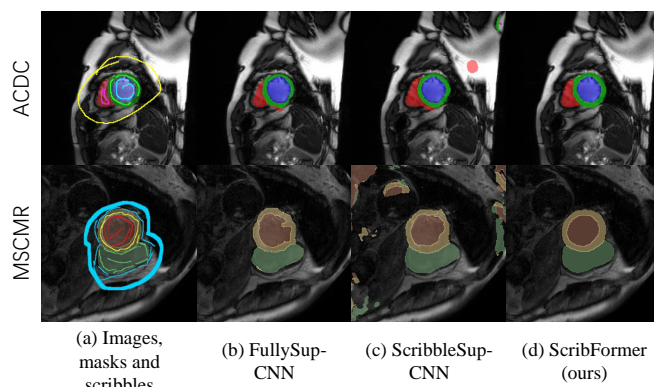 ACDC
MSCMR
(a) Images,
masks and
scribbles
(b) FullySup-
CNN
(c) ScribbleSup-
CNN
(d) ScribFormer
(ours)